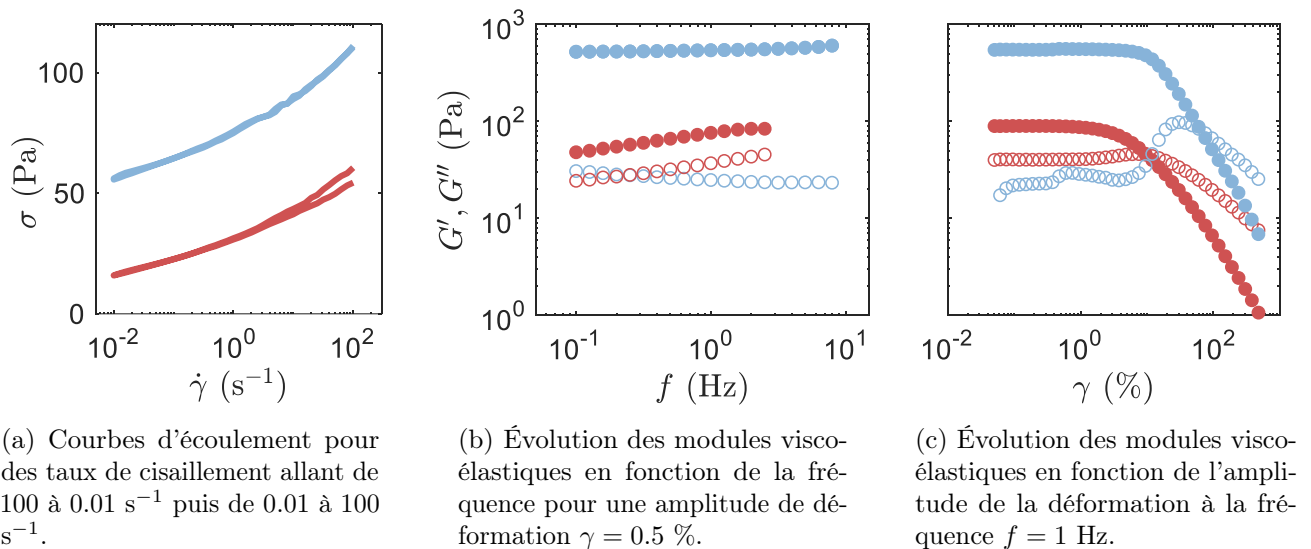 100
50
0
σ (Pa)
10⁻² 10⁰ 10²
γ̇ (s⁻¹)
10³
10²
10¹
10⁰
G′, G″ (Pa)
10⁻¹ 10⁰ 10¹
f (Hz)
10⁻² 10⁰ 10²
γ (%)
(a) Courbes d'écoulement pour
des taux de cisaillement allant de
100 à 0.01 s⁻¹ puis de 0.01 à 100
s⁻¹.
(b) Évolution des modules visco-
élastiques en fonction de la fré-
quence pour une amplitude de dé-
formation γ = 0.5 %.
(c) Évolution des modules visco-
élastiques en fonction de l'ampli-
tude de la déformation à la fré-
quence f = 1 Hz.